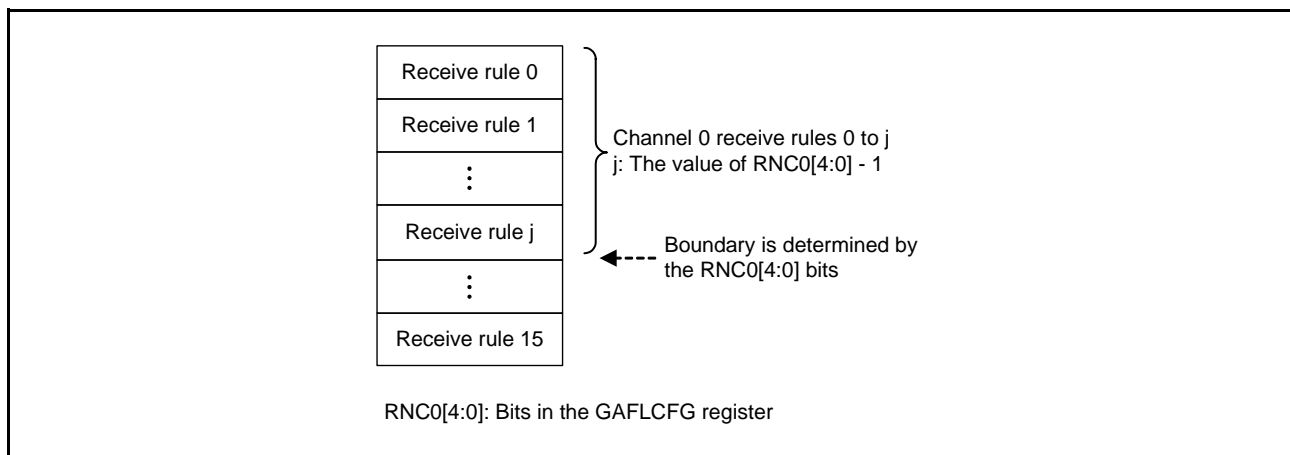 Receive rule 0
Receive rule 1
⋮
Receive rule j
⋮
Receive rule 15
Channel 0 receive rules 0 to j
j: The value of RNC0[4:0] - 1
Boundary is determined by
the RNC0[4:0] bits
RNC0[4:0]: Bits in the GAFLCFG register